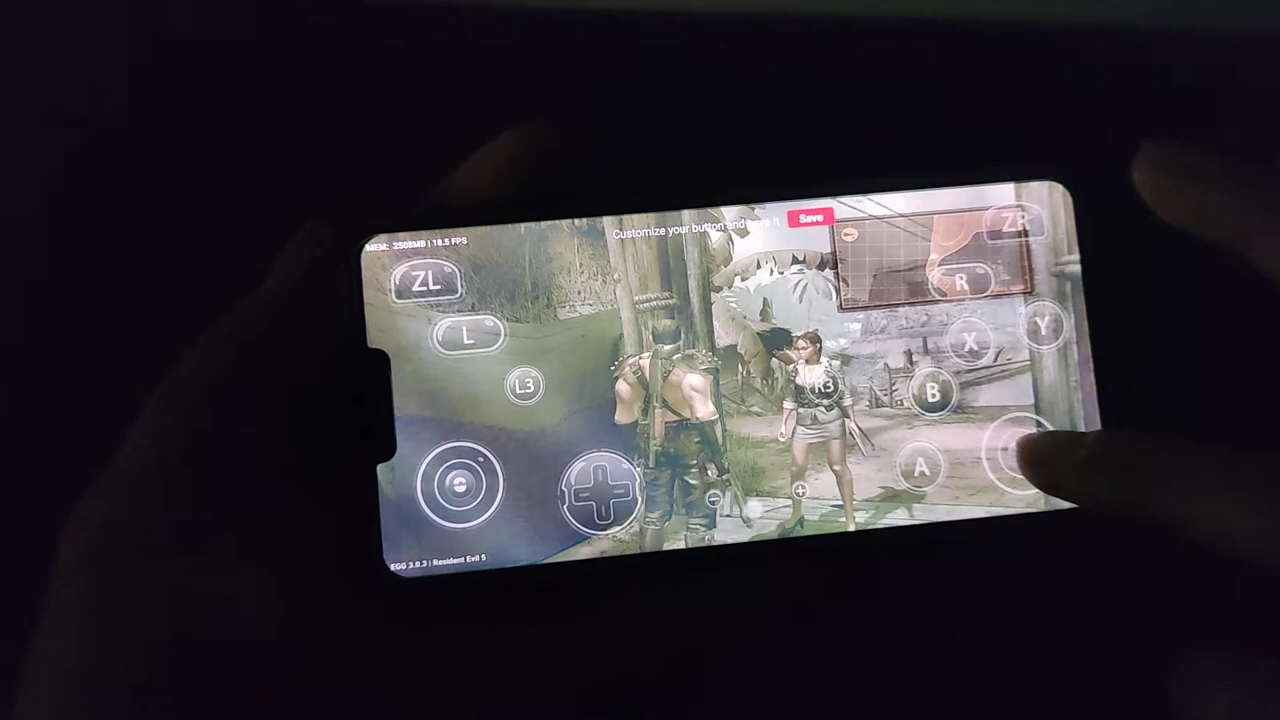 MEM: 2508MB | 18.5 FPS
Customize your button and save it
Save
ZL
ZR
L
R
L3
R3
X
Y
B
A
EGG 3.0.3 | Resident Evil 5